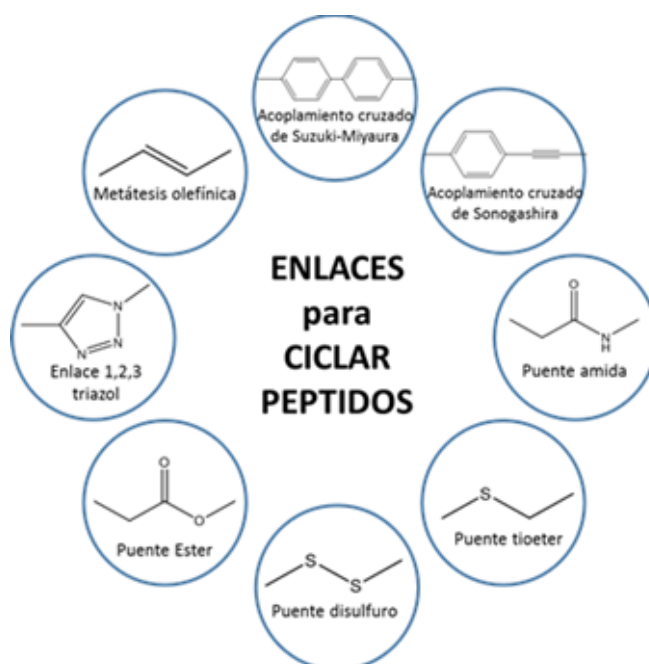 Acoplamiento cruzado
de Suzuki-Miyaura
Metátesis olefínica
Acoplamiento cruzado
de Sonogashira
ENLACES
para
CICLAR
PEPTIDOS
N
N
N
Enlace 1,2,3
triazol
O
N
H
Puente amida
O
O
Puente Ester
S
Puente tioeter
S
S
Puente disulfuro